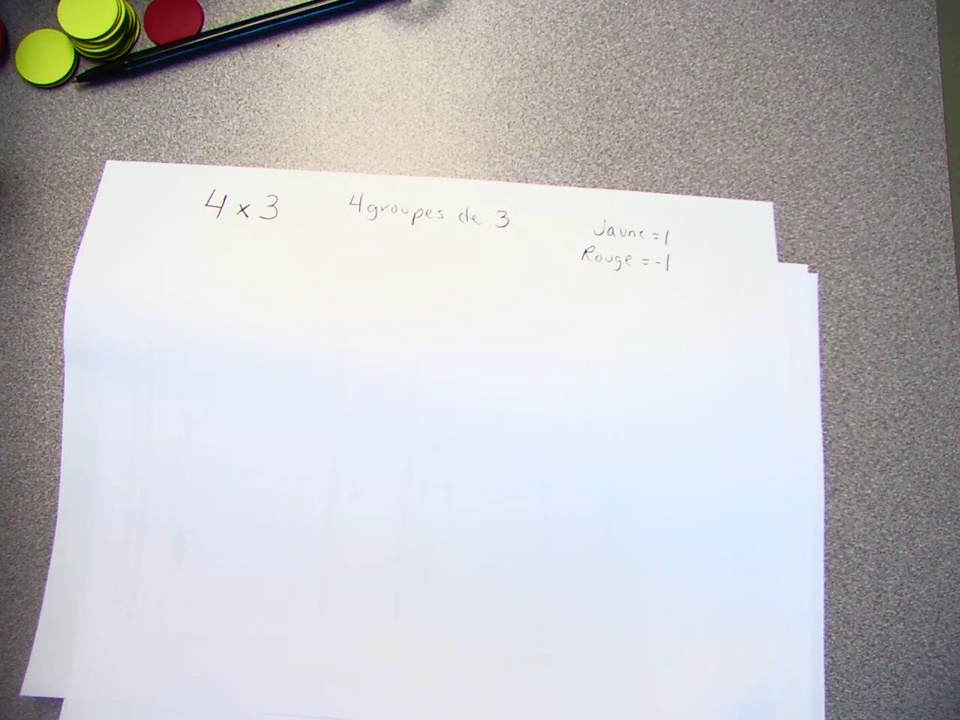 4 x 3
4 groupes de 3
Jaune = 1
Rouge = -1